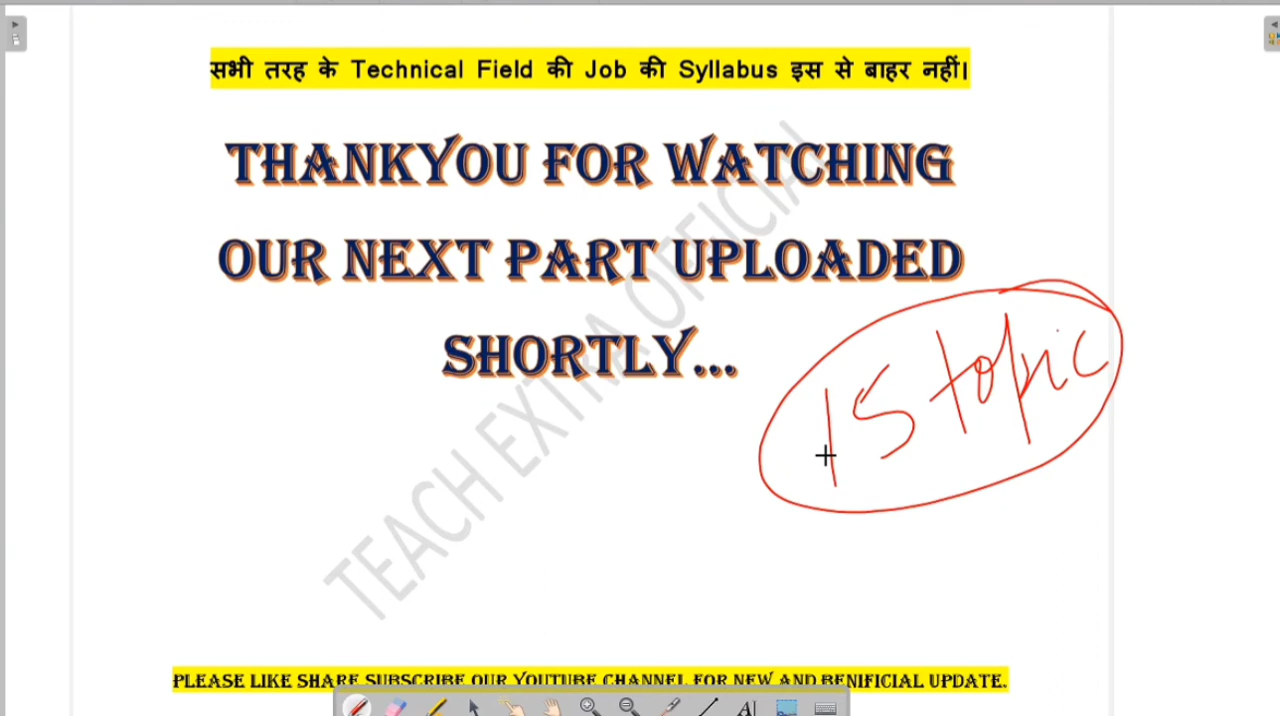 सभी तरह के Technical Field की Job की Syllabus इस से बाहर नहीं।
THANKYOU FOR WATCHING
OUR NEXT PART UPLOADED
SHORTLY...
15 topic
TEACH EXTRA OFFICIAL
PLEASE LIKE SHARE SUBSCRIBE OUR YOUTUBE CHANNEL FOR NEW AND BENIFICIAL UPDATE.
A